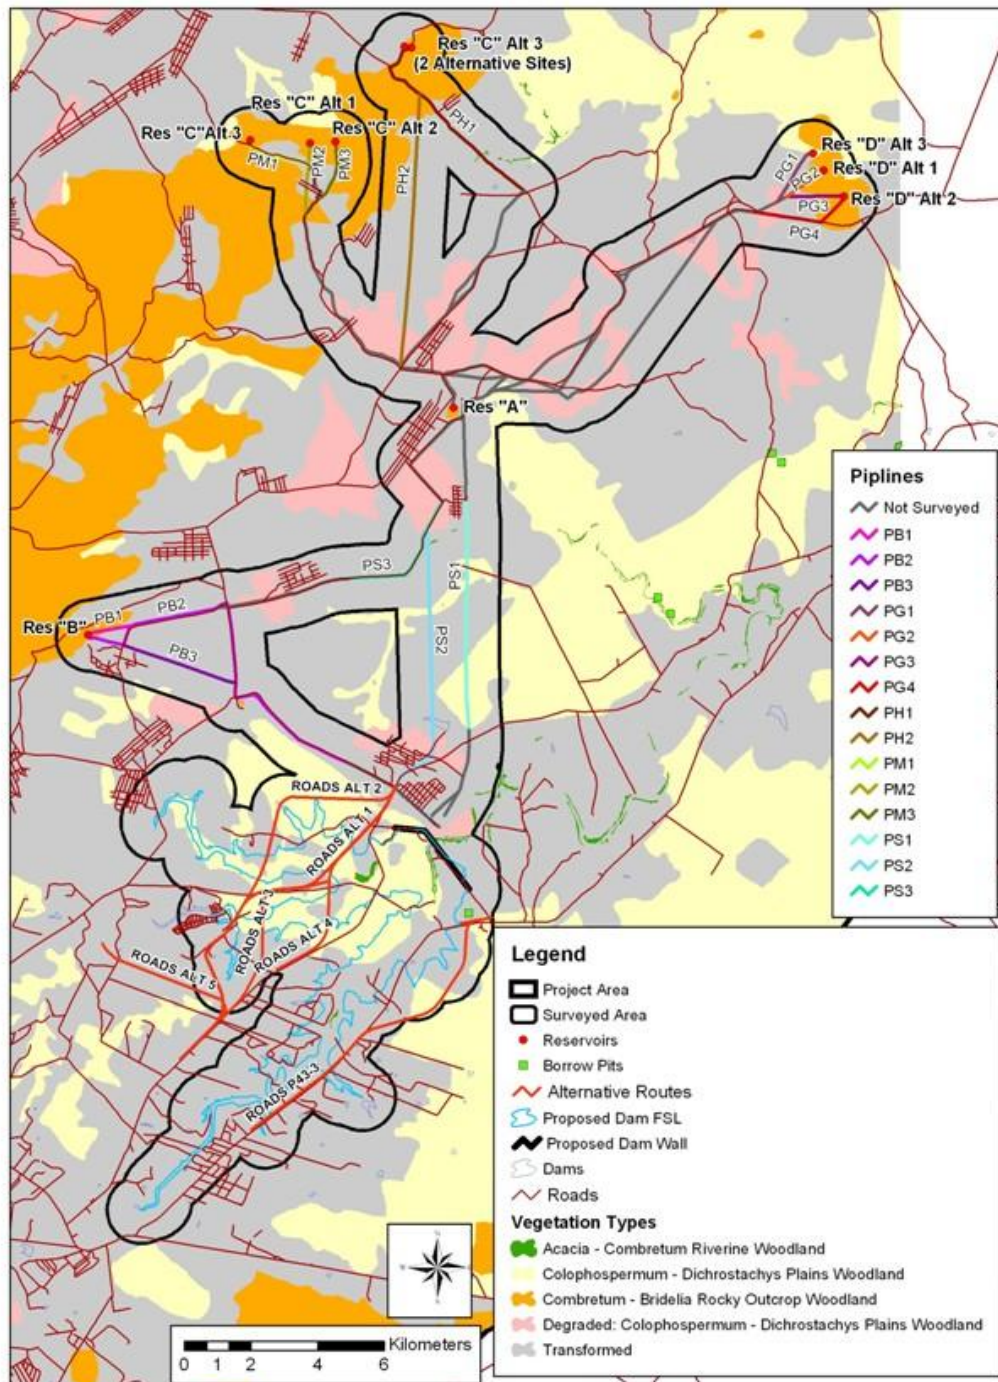 Res "C" Alt 3
(2 Alternative Sites)
Res "C" Alt 1
Res "C"Alt 3
Res "C" Alt 2
PM1
PM2
PM3
PH2
PH1
PG1
PG2
Res "D" Alt 3
Res "D" Alt 1
Res "D" Alt 2
PG3
PG4
Res "A"
PS3
PS1
PS2
PB1
PB2
Res "B"
PB3
ROADS ALT 2
ROADS ALT 1
ROADS ALT 3
ROADS ALT 4
ROADS ALT 5
ROADS P43-3
Piplines
Not Surveyed
PB1
PB2
PB3
PG1
PG2
PG3
PG4
PH1
PH2
PM1
PM2
PM3
PS1
PS2
PS3
Legend
Project Area
Surveyed Area
Reservoirs
Borrow Pits
Alternative Routes
Proposed Dam FSL
Proposed Dam Wall
Dams
Roads
Vegetation Types
Acacia - Combretum Riverine Woodland
Colophospermum - Dichrostachys Plains Woodland
Combretum - Bridelia Rocky Outcrop Woodland
Degraded: Colophospermum - Dichrostachys Plains Woodland
Transformed
Kilometers
0 1 2 4 6